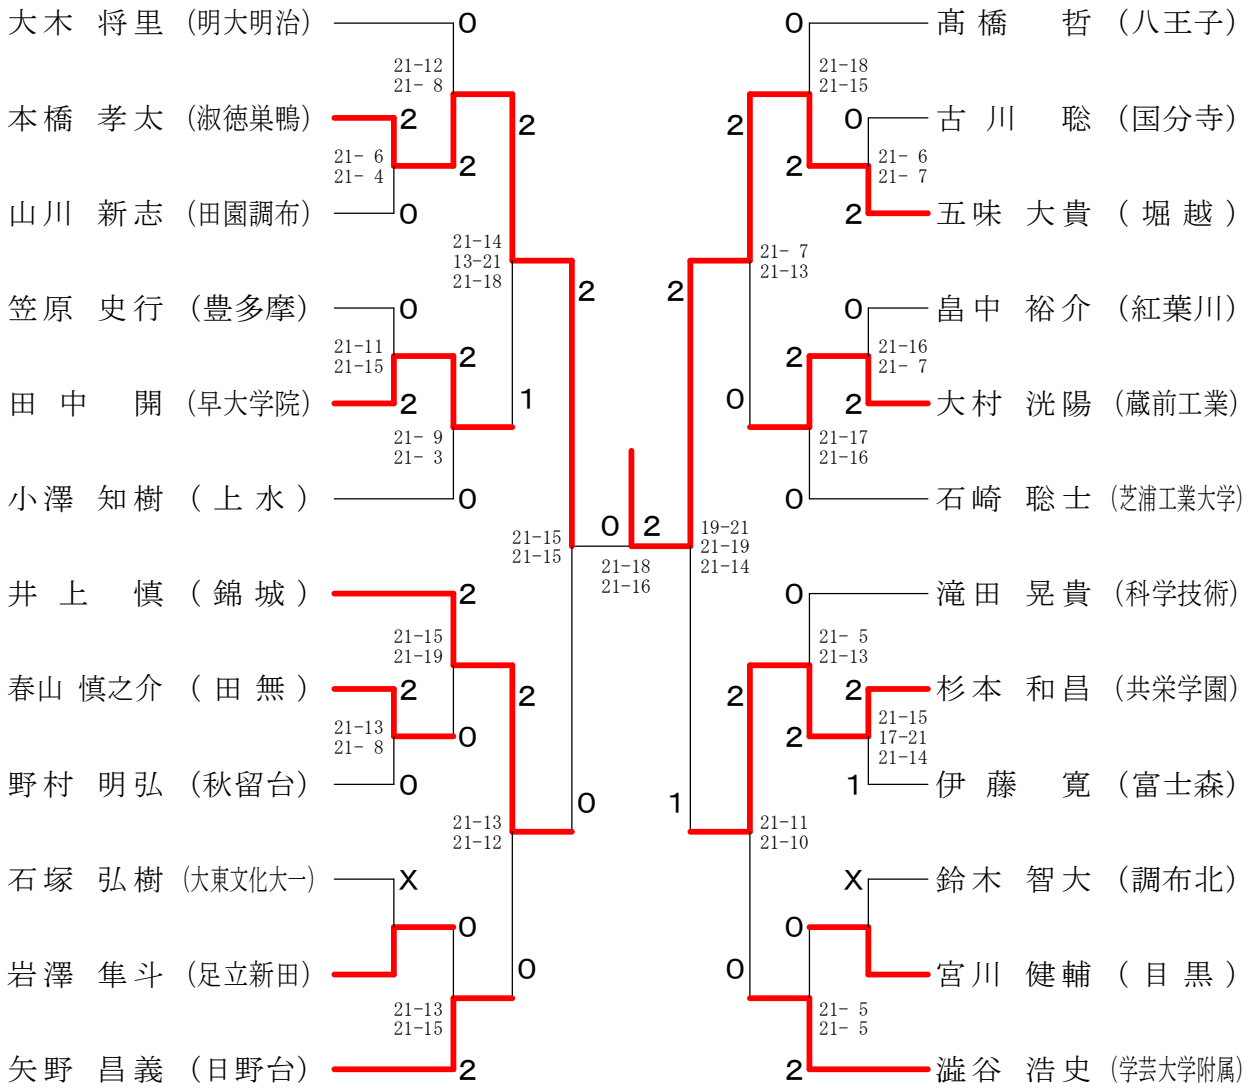 大木 将里 (明大明治) 0 0 髙橋 哲 (八王子)
21-12 21-18
21- 8 21-15
本橋 孝太 (淑徳巣鴨) 2 2 2 0 古川 聡 (国分寺)
21- 6 21- 6
21- 4 2 2 21- 7
山川 新志 (田園調布) 0 2 五味 大貴 (堀越)
21-14 21- 7
13-21 21-13
21-18
2 2
笠原 史行 (豊多摩) 0 0 畠中 裕介 (紅葉川)
21-11 21-16
21-15 2 2 21- 7
田中 開 (早大学院) 2 1 0 2 大村 洸陽 (蔵前工業)
21- 9 21-17
21- 3 21-16
小澤 知樹 (上水) 0 0 石崎 聡士 (芝浦工業大学)
21-15 0 2 19-21
21-15 21-19
21-18 21-14
21-16
井上 慎 (錦城) 2 0 滝田 晃貴 (科学技術)
21-15 21- 5
21-19 21-13
春山 慎之介 (田無) 2 2 2 2 杉本 和昌 (共栄学園)
21-13 21-15
21- 8 0 2 17-21
21-14
野村 明弘 (秋留台) 0 0 1 1 伊藤 寛 (富士森)
21-13 21-11
21-12 21-10
石塚 弘樹 (大東文化大一) X X 鈴木 智大 (調布北)
0 0
岩澤 隼斗 (足立新田) 0 0 宮川 健輔 (目黒)
21-13 21- 5
21-15 21- 5
矢野 昌義 (日野台) 2 2 澁谷 浩史 (学芸大学附属)